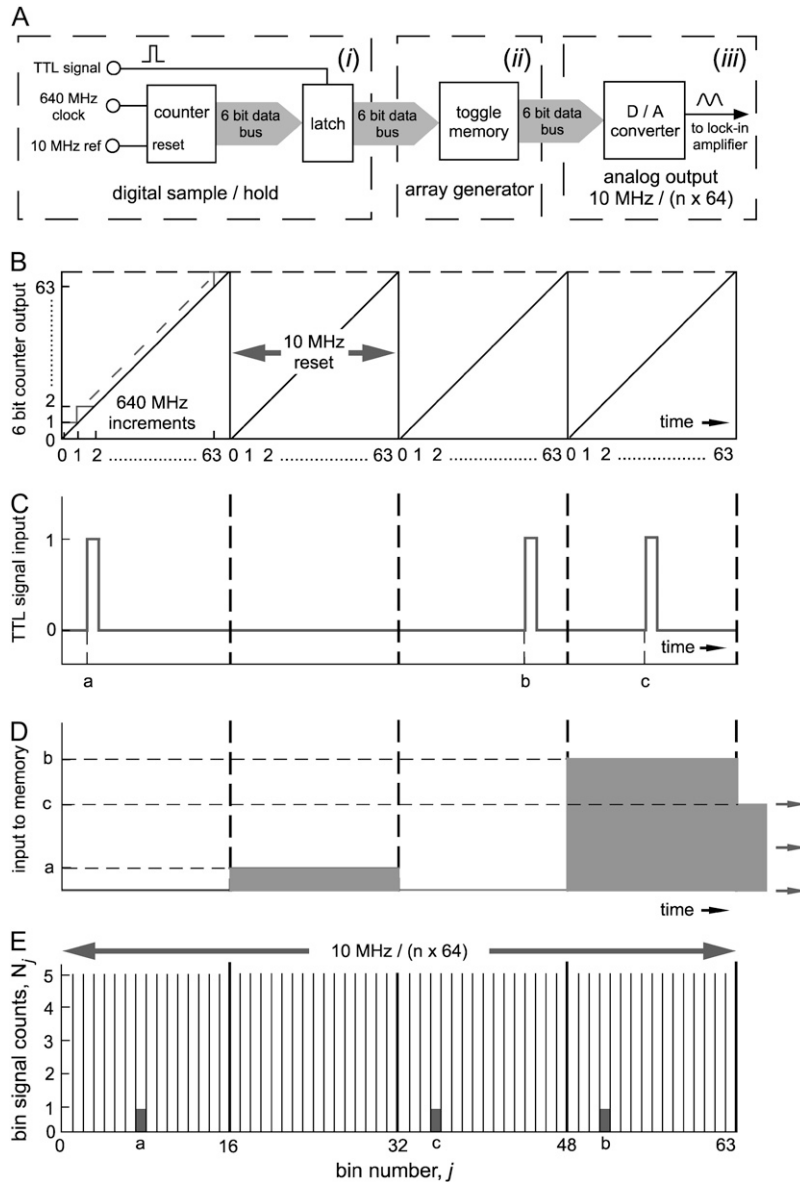 A
TTL signal
640 MHz
clock
10 MHz ref
counter
reset
6 bit data
bus
latch
(i)
digital sample / hold
6 bit data
bus
toggle
memory
(ii)
array generator
6 bit data
bus
D / A
converter
(iii)
to lock-in
amplifier
analog output
10 MHz / (n x 64)
B
6 bit counter output
63
2
1
0
640 MHz
increments
10 MHz
reset
time
0 1 2 .................. 63 0 1 2 .................. 63 0 1 2 .................. 63 0 1 2 .................. 63
C
TTL signal input
1
0
time
a b c
D
input to memory
b
c
a
time
E
10 MHz / (n x 64)
bin signal counts, Nj
5
4
3
2
1
0
0 a 16 32 c 48 b 63
bin number, j